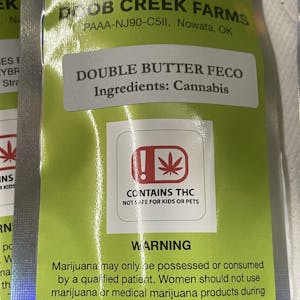 CREEK FARMS
PAAA-NJ90-C5II, Nowata, OK
DOUBLE BUTTER FECO
Ingredients: Cannabis
CONTAINS THC
NOT SAFE FOR KIDS OR PETS
WARNING
Marijuana may only be possessed or consumed
by a qualified patient. Women should not use
marijuana or medical marijuana products during